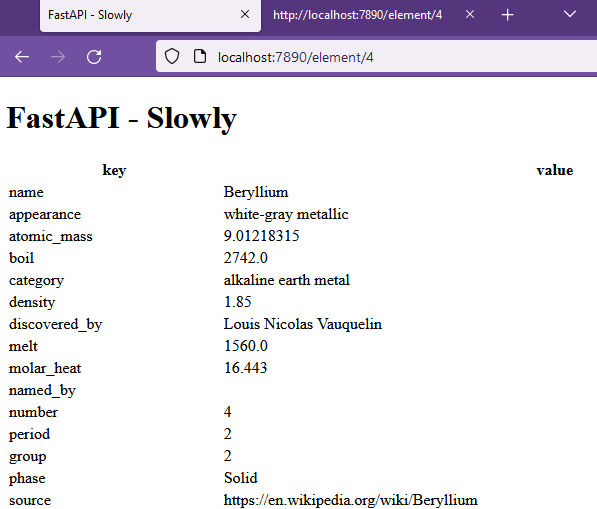 FastAPI - Slowly
http://localhost:7890/element/4
localhost:7890/element/4
FastAPI - Slowly
key value
name Beryllium
appearance white-gray metallic
atomic_mass 9.01218315
boil 2742.0
category alkaline earth metal
density 1.85
discovered_by Louis Nicolas Vauquelin
melt 1560.0
molar_heat 16.443
named_by
number 4
period 2
group 2
phase Solid
source https://en.wikipedia.org/wiki/Beryllium